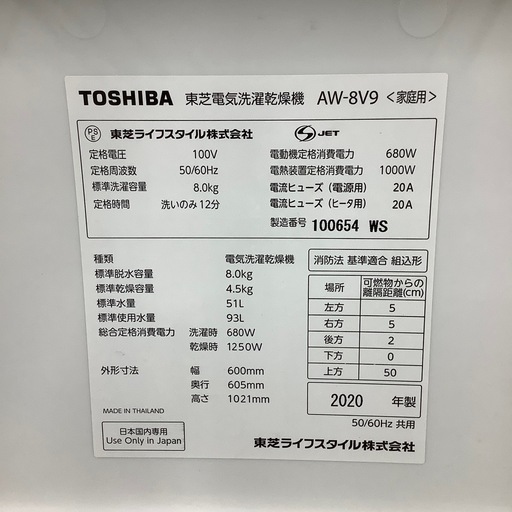 TOSHIBA 東芝電気洗濯乾燥機 AW-8V9 <家庭用>
PSE 東芝ライフスタイル株式会社 S JET
定格電圧 100V 電動機定格消費電力 680W
定格周波数 50/60Hz 電熱装置定格消費電力 1000W
標準洗濯容量 8.0kg 電流ヒューズ (電源用) 20A
定格時間 洗いのみ 12分 電流ヒューズ (ヒータ用) 20A
製造番号 100654 WS
種類 電気洗濯乾燥機
標準脱水容量 8.0kg
標準乾燥容量 4.5kg
標準水量 51L
標準使用水量 93L
総合定格消費電力 洗濯時 680W
乾燥時 1250W
外形寸法 幅 600mm
奥行 605mm
高さ 1021mm
MADE IN THAILAND
日本国内専用
Use Only in Japan
消防法 基準適合 組込形
場所 可燃物からの離隔距離(cm)
左方 5
右方 5
後方 2
下方 0
上方 50
2020 年製
50/60Hz 共用
東芝ライフスタイル株式会社